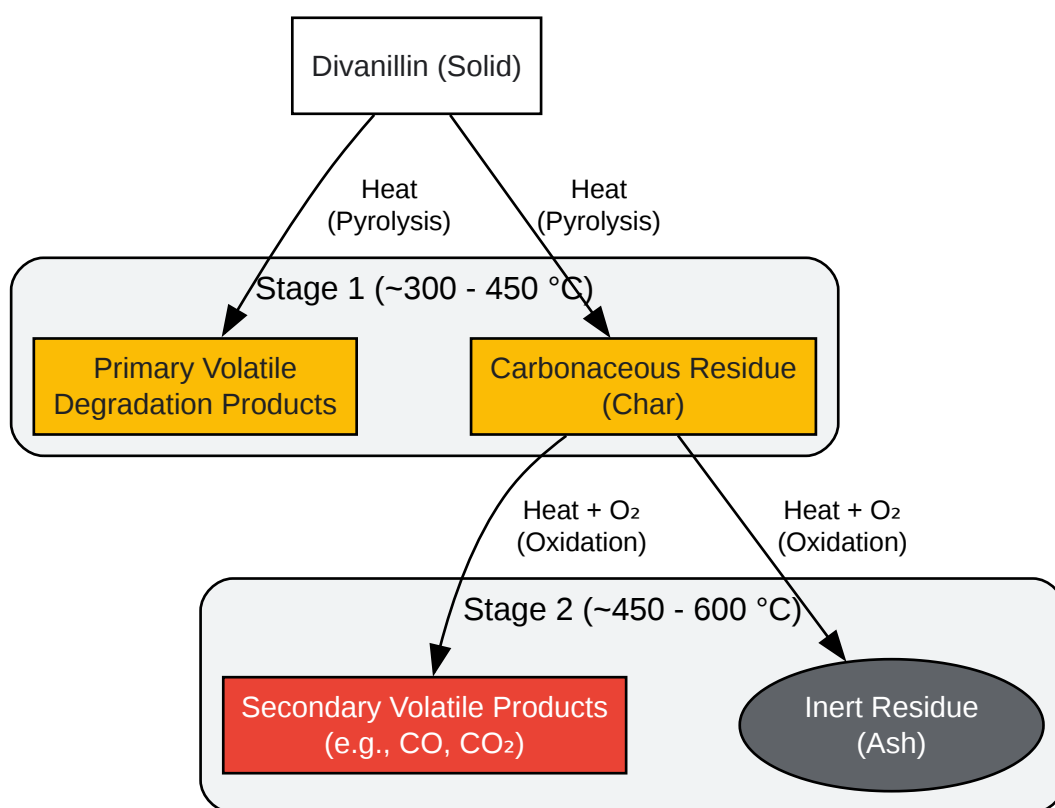 Divanillin (Solid)
Heat
(Pyrolysis)
Heat
(Pyrolysis)
Stage 1 (~300 - 450 °C)
Primary Volatile
Degradation Products
Carbonaceous Residue
(Char)
Heat + O₂
(Oxidation)
Heat + O₂
(Oxidation)
Stage 2 (~450 - 600 °C)
Secondary Volatile Products
(e.g., CO, CO₂)
Inert Residue
(Ash)